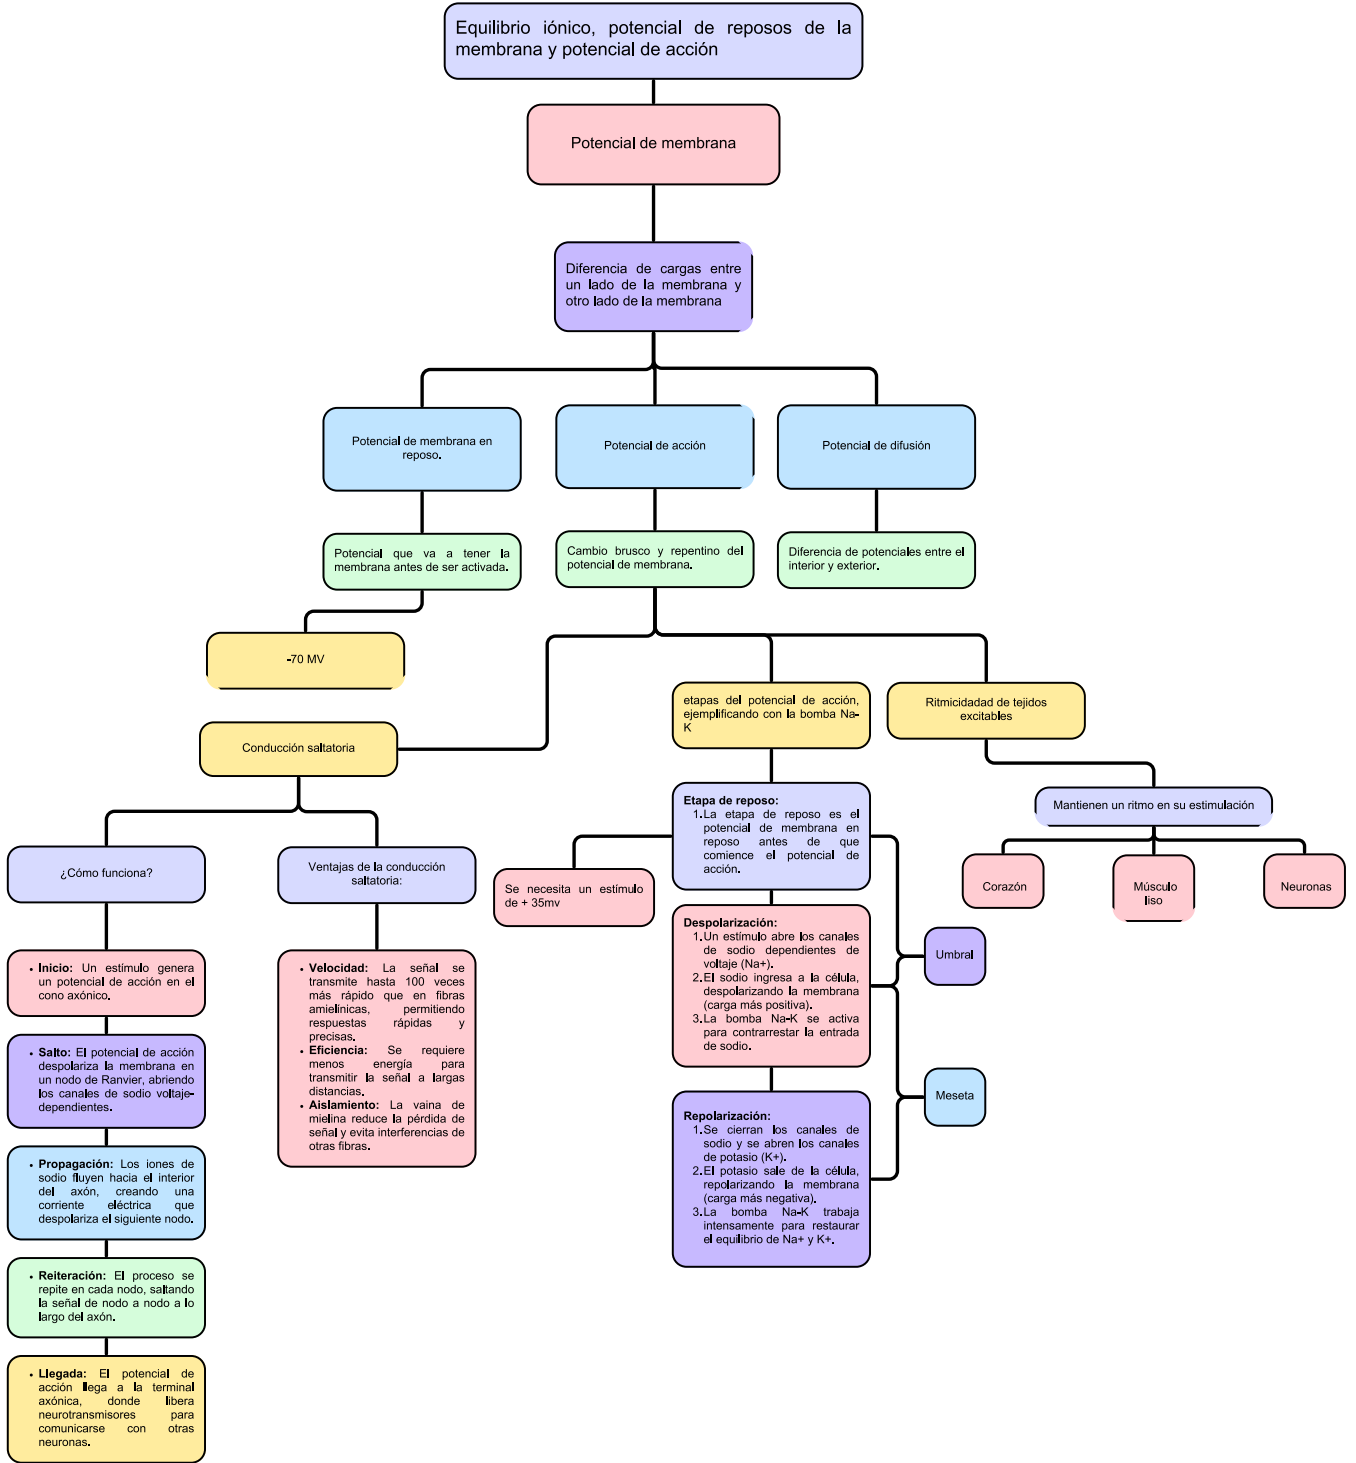 Equilibrio iónico, potencial de reposos de la
membrana y potencial de acción
Potencial de membrana
Diferencia de cargas entre
un lado de la membrana y
otro lado de la membrana
Potencial de membrana en
reposo.
Potencial de acción
Potencial de difusión
Potencial que va a tener la
membrana antes de ser activada.
Cambio brusco y repentino del
potencial de membrana.
Diferencia de potenciales entre el
interior y exterior.
-70 MV
etapas del potencial de acción,
ejemplificando con la bomba Na-
K
Ritmicidadad de tejidos
excitables
Conducción saltatoria
Mantienen un ritmo en su estimulación
Corazón
Músculo
liso
Neuronas
¿Cómo funciona?
Ventajas de la conducción
saltatoria:
Se necesita un estímulo
de + 35mv
Etapa de reposo:
1. La etapa de reposo es el
potencial de membrana en
reposo antes de que
comience el potencial de
acción.
Despolarización:
1. Un estímulo abre los canales
de sodio dependientes de
voltaje (Na+).
2. El sodio ingresa a la célula,
despolarizando la membrana
(carga más positiva).
3. La bomba Na-K se activa
para contrarrestar la entrada
de sodio.
Repolarización:
1. Se cierran los canales de
sodio y se abren los canales
de potasio (K+).
2. El potasio sale de la célula,
repolarizando la membrana
(carga más negativa).
3. La bomba Na-K trabaja
intensamente para restaurar
el equilibrio de Na+ y K+.
Umbral
Meseta
• Inicio: Un estímulo genera
un potencial de acción en el
cono axónico.
• Salto: El potencial de acción
despolariza la membrana en
un nodo de Ranvier, abriendo
los canales de sodio voltaje-
dependientes.
• Propagación: Los iones de
sodio fluyen hacia el interior
del axón, creando una
corriente eléctrica que
despolariza el siguiente nodo.
• Reiteración: El proceso se
repite en cada nodo, saltando
la señal de nodo a nodo a lo
largo del axón.
• Llegada: El potencial de
acción llega a la terminal
axónica, donde libera
neurotransmisores para
comunicarse con otras
neuronas.
• Velocidad: La señal se
transmite hasta 100 veces
más rápido que en fibras
amielínicas, permitiendo
respuestas rápidas y
precisas.
• Eficiencia: Se requiere
menos energía para
transmitir la señal a largas
distancias.
• Aislamiento: La vaina de
mielina reduce la pérdida de
señal y evita interferencias de
otras fibras.